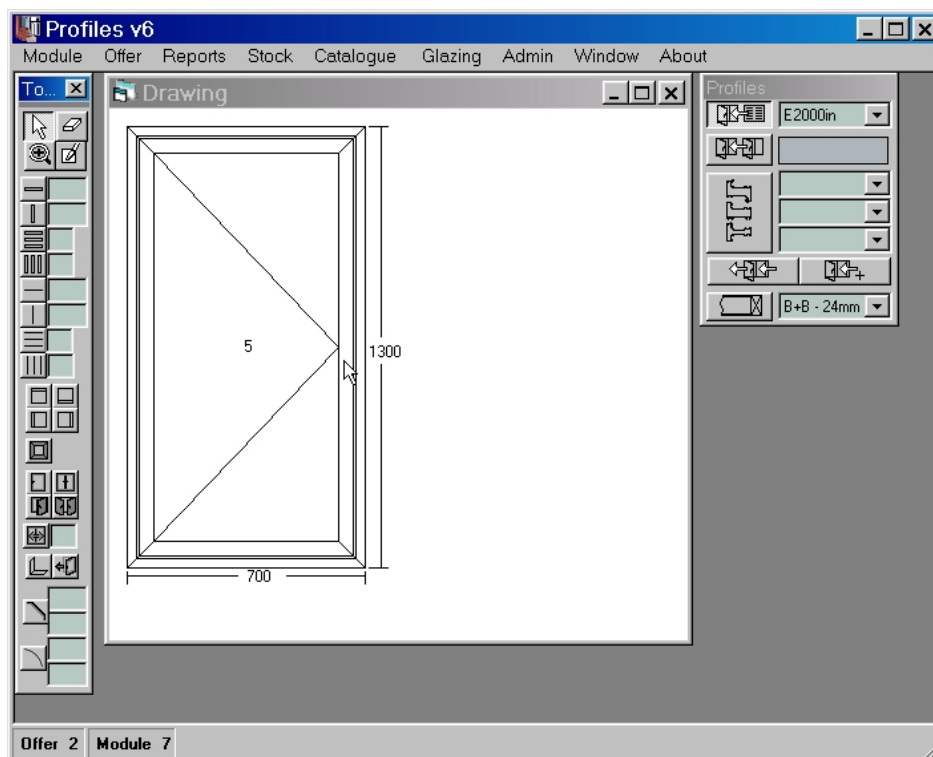 Profiles v6
Module Offer Reports Stock Catalogue Glazing Admin Window About
To...
Drawing
Profiles
E2000in
B+B - 24mm
5
1300
700
Offer 2 Module 7